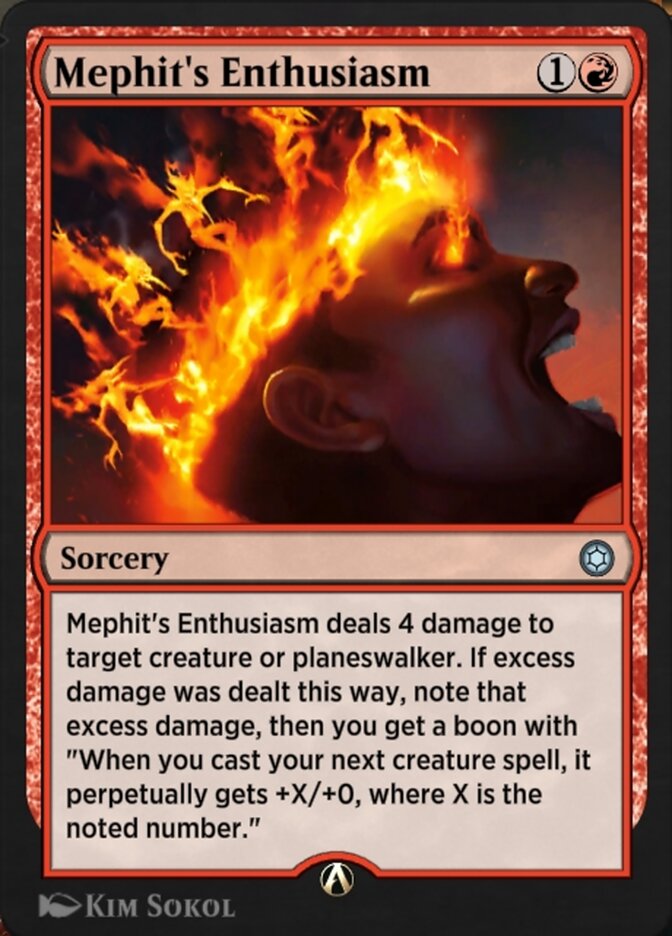 Mephit's Enthusiasm 1
Sorcery
Mephit's Enthusiasm deals 4 damage to
target creature or planeswalker. If excess
damage was dealt this way, note that
excess damage, then you get a boon with
"When you cast your next creature spell, it
perpetually gets +X/+0, where X is the
noted number."
A
Kim Sokol